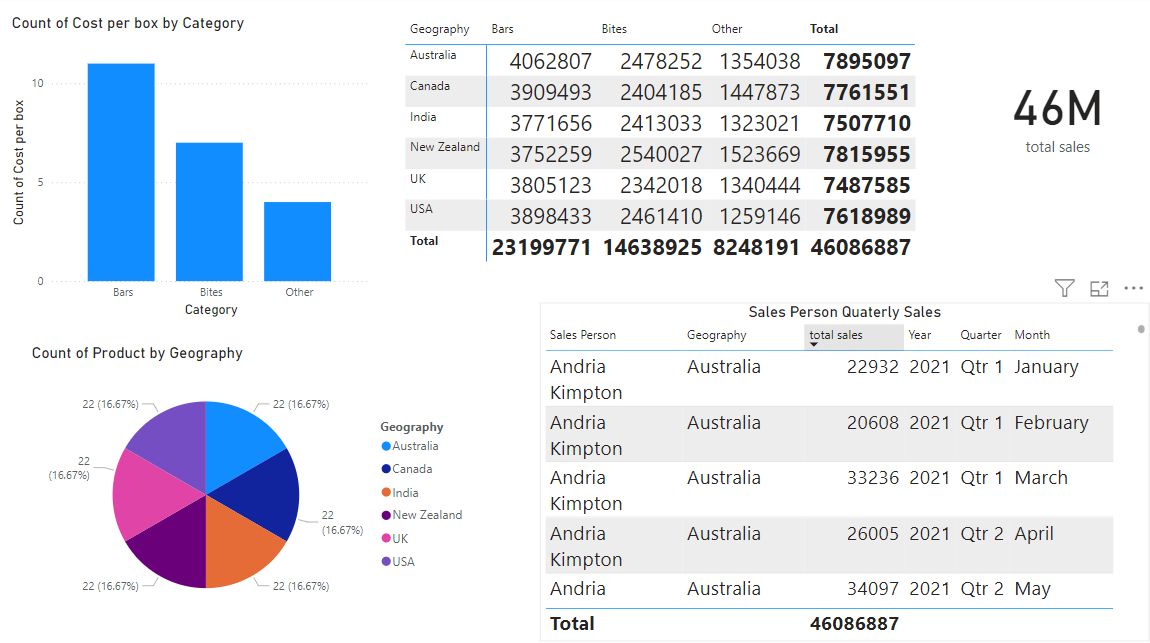 Count of Cost per box by Category
Count of Cost per box
10
5
0
Bars Bites Other
Category
Geography Bars Bites Other Total
Australia 4062807 2478252 1354038 7895097
Canada 3909493 2404185 1447873 7761551
India 3771656 2413033 1323021 7507710
New Zealand 3752259 2540027 1523669 7815955
UK 3805123 2342018 1340444 7487585
USA 3898433 2461410 1259146 7618989
Total 23199771 14638925 8248191 46086887
46M
total sales
Count of Product by Geography
22 (16.67%) 22 (16.67%)
22
(16.67%)
22
(16.67%)
22 (16.67%) 22 (16.67%)
Geography
Australia
Canada
India
New Zealand
UK
USA
Sales Person Quaterly Sales
Sales Person Geography total sales Year Quarter Month
Andria Australia 22932 2021 Qtr 1 January
Kimpton
Andria Australia 20608 2021 Qtr 1 February
Kimpton
Andria Australia 33236 2021 Qtr 1 March
Kimpton
Andria Australia 26005 2021 Qtr 2 April
Kimpton
Andria Australia 34097 2021 Qtr 2 May
Total 46086887